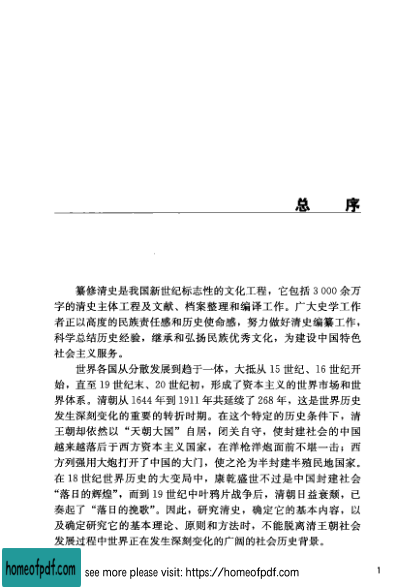 总 序
纂修清史是我国新世纪标志性的文化工程，它包括 3 000 余万
字的清史主体工程及文献、档案整理和编译工作。广大史学工作
者正以高度的民族责任感和历史使命感，努力做好清史编纂工作，
科学总结历史经验，继承和弘扬民族优秀文化，为建设中国特色
社会主义服务。
世界各国从分散发展到趋于一体，大抵从 15 世纪、16 世纪开
始，直至 19 世纪末、20 世纪初，形成了资本主义的世界市场和世
界体系。清朝从 1644 年到 1911 年共延续了 268 年，这是世界历史
发生深刻变化的重要的转折时期。在这个特定的历史条件下，清
王朝却依然以“天朝大国”自居，闭关自守，使封建社会的中国
越来越落后于西方资本主义国家，在洋枪洋炮面前不堪一击；西
方列强用大炮打开了中国的大门，使之沦为半封建半殖民地国家。
在 18 世纪世界历史的大变局中，康乾盛世不过是中国封建社会
“落日的辉煌”，而到 19 世纪中叶鸦片战争后，清朝日益衰颓，已
奏起了“落日的挽歌”。因此，研究清史，确定它的基本内容，以
及确定研究它的基本理论、原则和方法时，不能脱离清王朝社会
发展过程中世界正在发生深刻变化的广阔的社会历史背景。
1
homeofpdf.com
see more please visit: https://homeofpdf.com